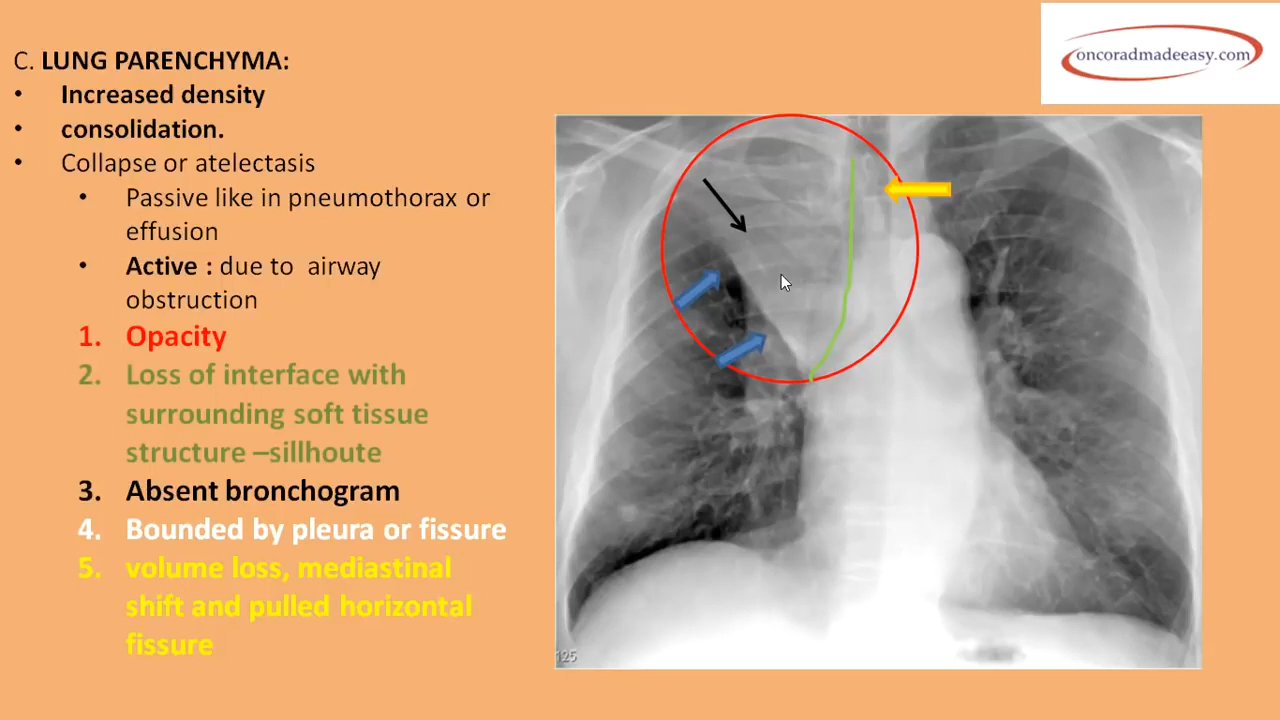 C. LUNG PARENCHYMA:
oncoradmadeeasy.com
• Increased density
• consolidation.
• Collapse or atelectasis
• Passive like in pneumothorax or
effusion
• Active : due to airway
obstruction
1. Opacity
2. Loss of interface with
surrounding soft tissue
structure –sillhoute
3. Absent bronchogram
4. Bounded by pleura or fissure
5. volume loss, mediastinal
shift and pulled horizontal
fissure
125